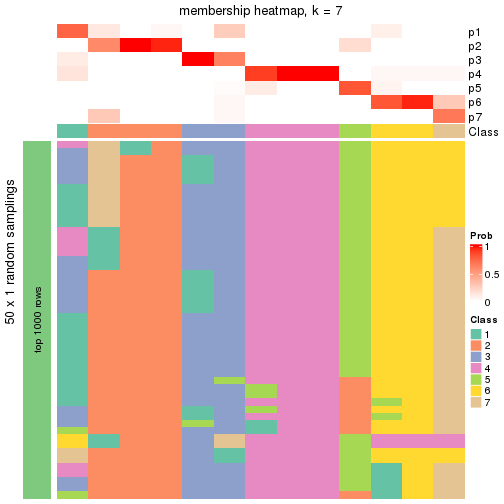 membership heatmap, k = 7
p1
p2
p3
p4
p5
p6
p7
Class
50 x 1 random samplings
top 1000 rows
Prob
1
0.5
0
Class
1
2
3
4
5
6
7